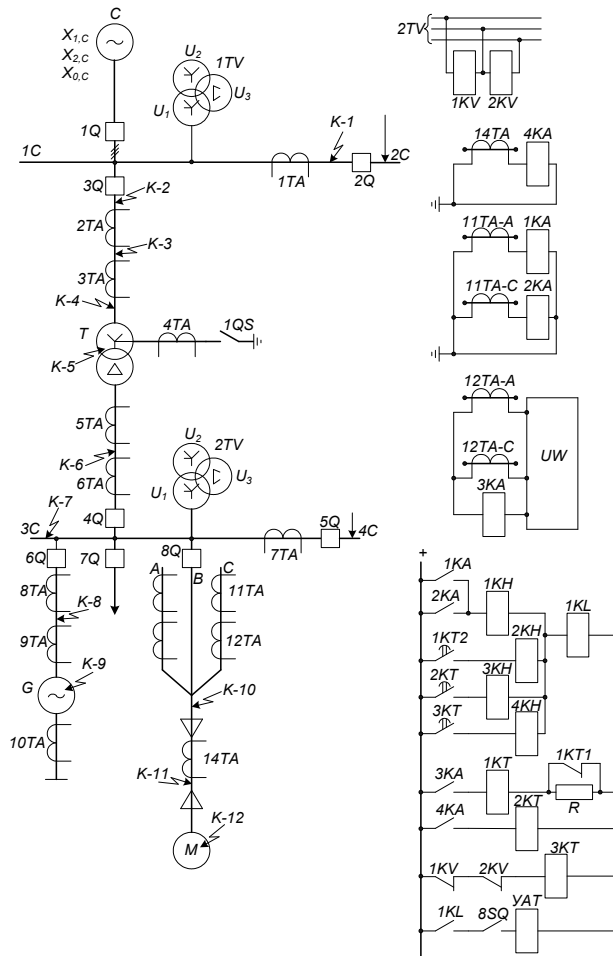 C
X1,C
X2,C
X0,C
U2
1TV
U3
U1
1Q
K-1
1C
2C
1TA
2Q
3Q
K-2
2TA
K-3
3TA
K-4
T
4TA
1QS
K-5
5TA
K-6
6TA
U2
2TV
U1
U3
K-7
4Q
3C
5Q
4C
6Q
7Q
8Q
7TA
A
B
C
8TA
11TA
K-8
9TA
12TA
G
K-9
K-10
10TA
14TA
K-11
K-12
M
2TV
1KV
2KV
14TA
4KA
11TA-A
1KA
11TA-C
2KA
12TA-A
12TA-C
UW
3KA
+
1KA
1KH
1KL
2KA
2KH
1KT2
3KH
2KT
4KH
3KT
1KT1
3KA
1KT
R
4KA
2KT
3KT
1KV
2KV
1KL
8SQ
УАТ